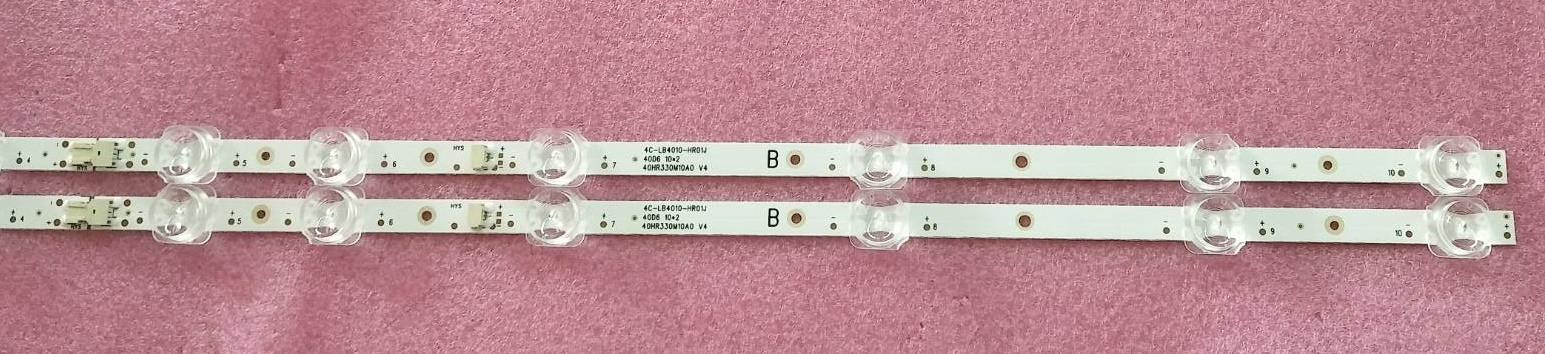 + 4 + - HYS - + 5 - + 6 HYS + - + 7 4C-LB4010-HR01J
40D6 10*2
40HR330M10A0 V4
B - + 8 - + 9 10 - +
+ 4 + - HYS - + 5 - + 6 HYS + - + 7 4C-LB4010-HR01J
40D6 10*2
40HR330M10A0 V4
B - + 8 - + 9 10 - +